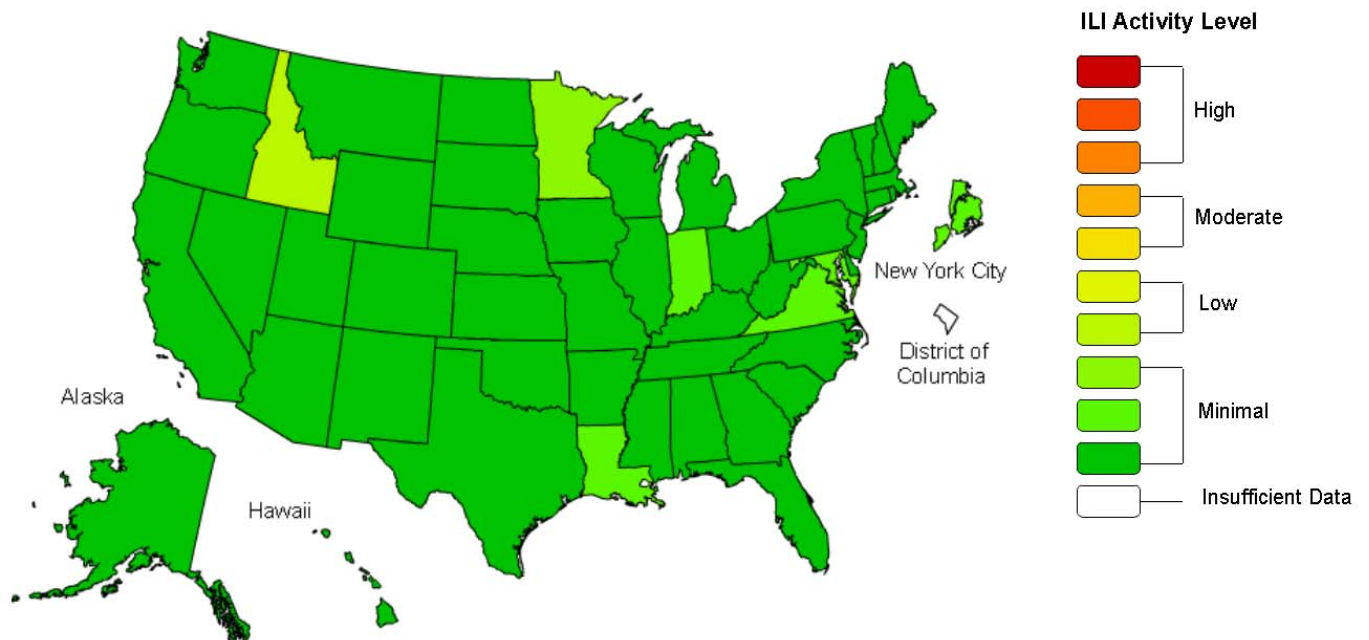 ILI Activity Level
High
Moderate
Low
Minimal
Insufficient Data
New York City
District of
Columbia
Alaska
Hawaii